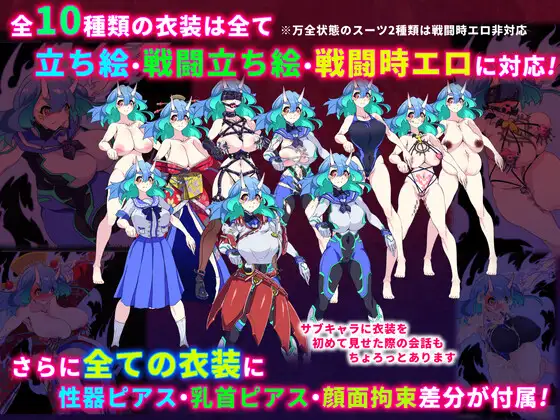 全10種類の衣装は全て
※万全状態のスーツ2種類は戦闘時エロ非対応
立ち絵・戦闘立ち絵・戦闘時エロに対応!
サブキャラに衣装を
初めて見せた際の会話も
ちょろっとあります
さらに全ての衣装に
性器ピアス・乳首ピアス・顔面拘束差分が付属!